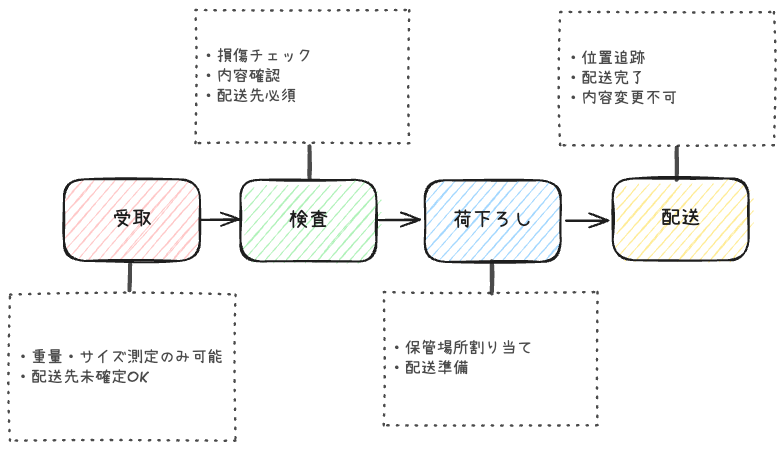 ・損傷チェック
・内容確認
・配送先必須
・位置追跡
・配送完了
・内容変更不可
受取
検査
荷下ろし
配送
・重量・サイズ測定のみ可能
・配送先未確定OK
・保管場所割り当て
・配送準備